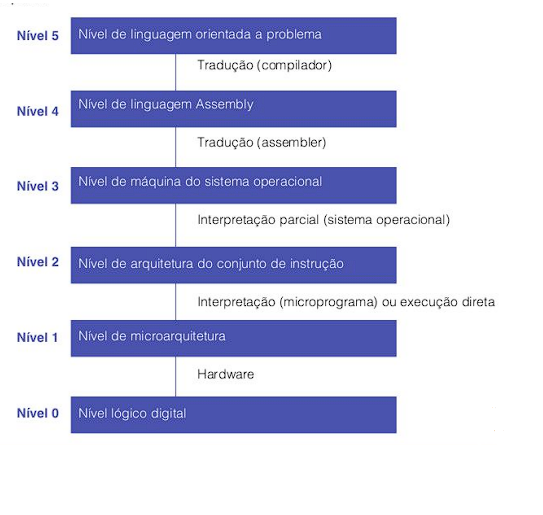 Nível 5
Nível de linguagem orientada a problema
Tradução (compilador)
Nível 4
Nível de linguagem Assembly
Tradução (assembler)
Nível 3
Nível de máquina do sistema operacional
Interpretação parcial (sistema operacional)
Nível 2
Nível de arquitetura do conjunto de instrução
Interpretação (microprograma) ou execução direta
Nível 1
Nível de microarquitetura
Hardware
Nível 0
Nível lógico digital